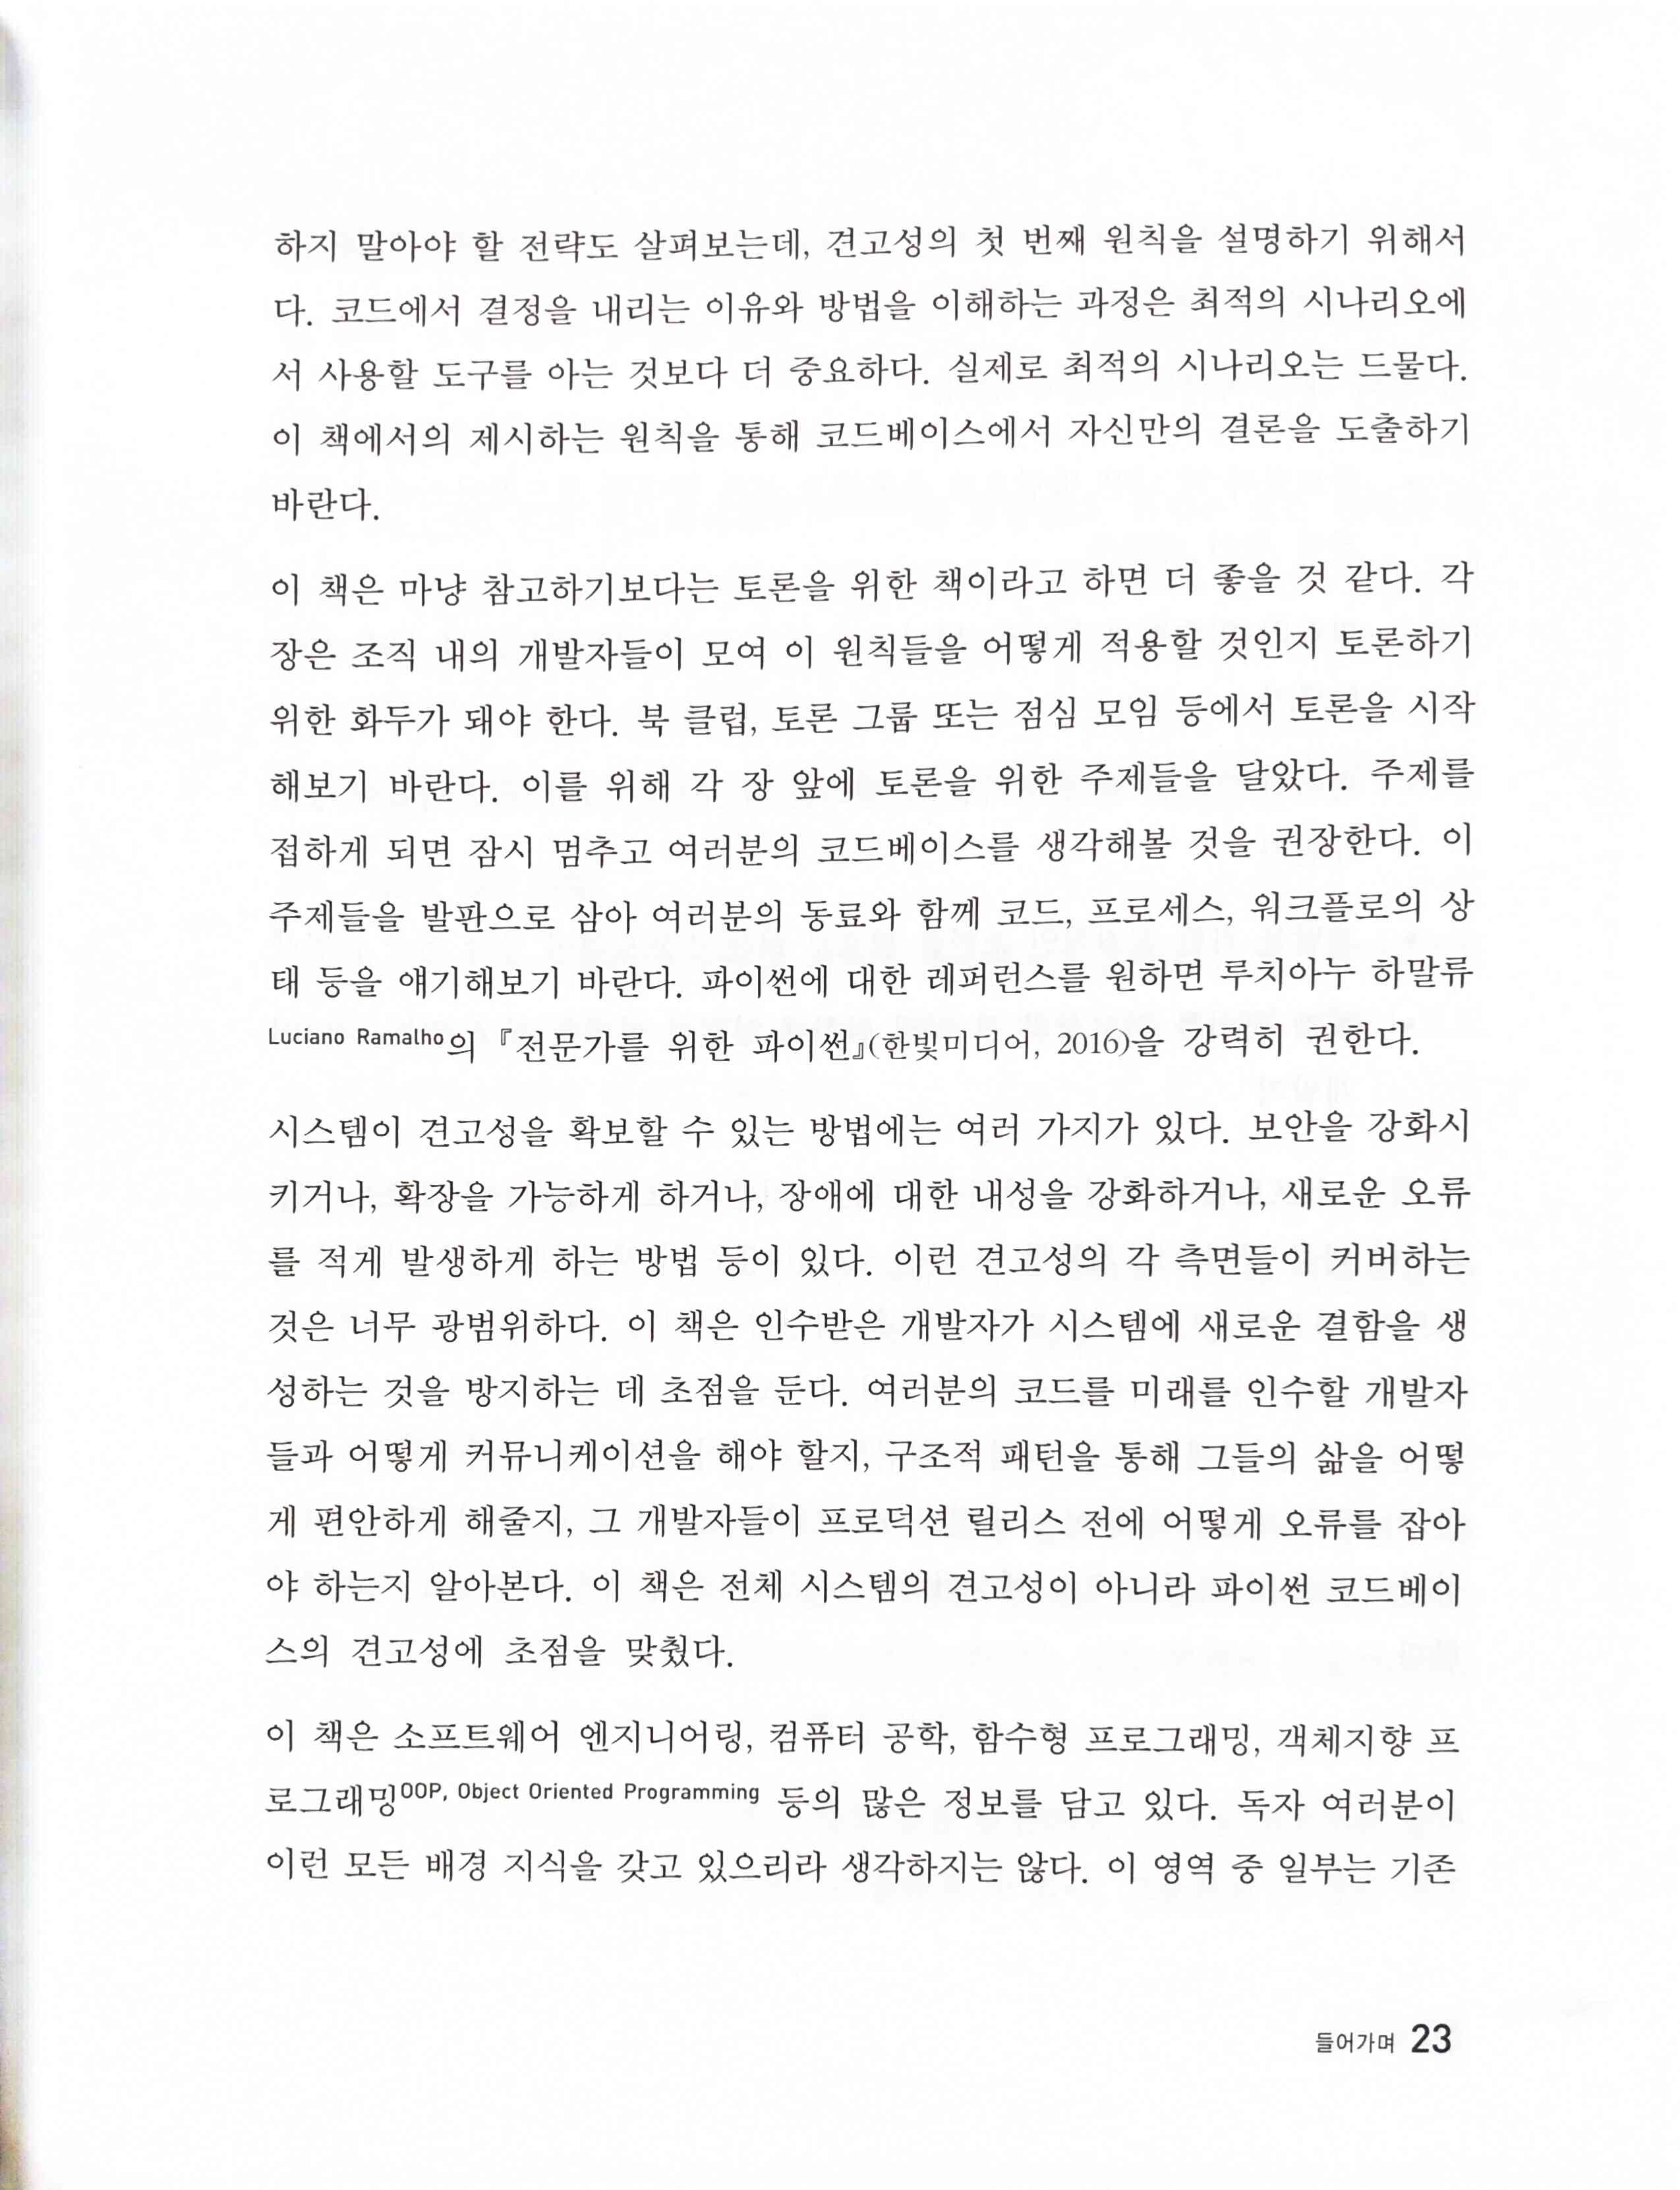 하지 말아야 할 전략도 살펴보는데, 견고성의 첫 번째 원칙을 설명하기 위해서
다. 코드에서 결정을 내리는 이유와 방법을 이해하는 과정은 최적의 시나리오에
서 사용할 도구를 아는 것보다 더 중요하다. 실제로 최적의 시나리오는 드물다.
이 책에서의 제시하는 원칙을 통해 코드베이스에서 자신만의 결론을 도출하기
바란다.
이 책은 마냥 참고하기보다는 토론을 위한 책이라고 하면 더 좋을 것 같다. 각
장은 조직 내의 개발자들이 모여 이 원칙들을 어떻게 적용할 것인지 토론하기
위한 화두가 돼야 한다. 북 클럽, 토론 그룹 또는 점심 모임 등에서 토론을 시작
해보기 바란다. 이를 위해 각 장 앞에 토론을 위한 주제들을 달았다. 주제를
접하게 되면 잠시 멈추고 여러분의 코드베이스를 생각해볼 것을 권장한다. 이
주제들을 발판으로 삼아 여러분의 동료와 함께 코드, 프로세스, 워크플로의 상
태 등을 얘기해보기 바란다. 파이썬에 대한 레퍼런스를 원하면 루치아누 하말류
Luciano Ramalho의 『전문가를 위한 파이썬』(한빛미디어, 2016)을 강력히 권한다.
시스템이 견고성을 확보할 수 있는 방법에는 여러 가지가 있다. 보안을 강화시
키거나, 확장을 가능하게 하거나, 장애에 대한 내성을 강화하거나, 새로운 오류
를 적게 발생하게 하는 방법 등이 있다. 이런 견고성의 각 측면들이 커버하는
것은 너무 광범위하다. 이 책은 인수받은 개발자가 시스템에 새로운 결함을 생
성하는 것을 방지하는 데 초점을 둔다. 여러분의 코드를 미래를 인수할 개발자
들과 어떻게 커뮤니케이션을 해야 할지, 구조적 패턴을 통해 그들의 삶을 어떻
게 편안하게 해줄지, 그 개발자들이 프로덕션 릴리스 전에 어떻게 오류를 잡아
야 하는지 알아본다. 이 책은 전체 시스템의 견고성이 아니라 파이썬 코드베이
스의 견고성에 초점을 맞췄다.
이 책은 소프트웨어 엔지니어링, 컴퓨터 공학, 함수형 프로그래밍, 객체지향 프
로그래밍OOP, Object Oriented Programming 등의 많은 정보를 담고 있다. 독자 여러분이
이런 모든 배경 지식을 갖고 있으리라 생각하지는 않다. 이 영역 중 일부는 기존
들어가며 23